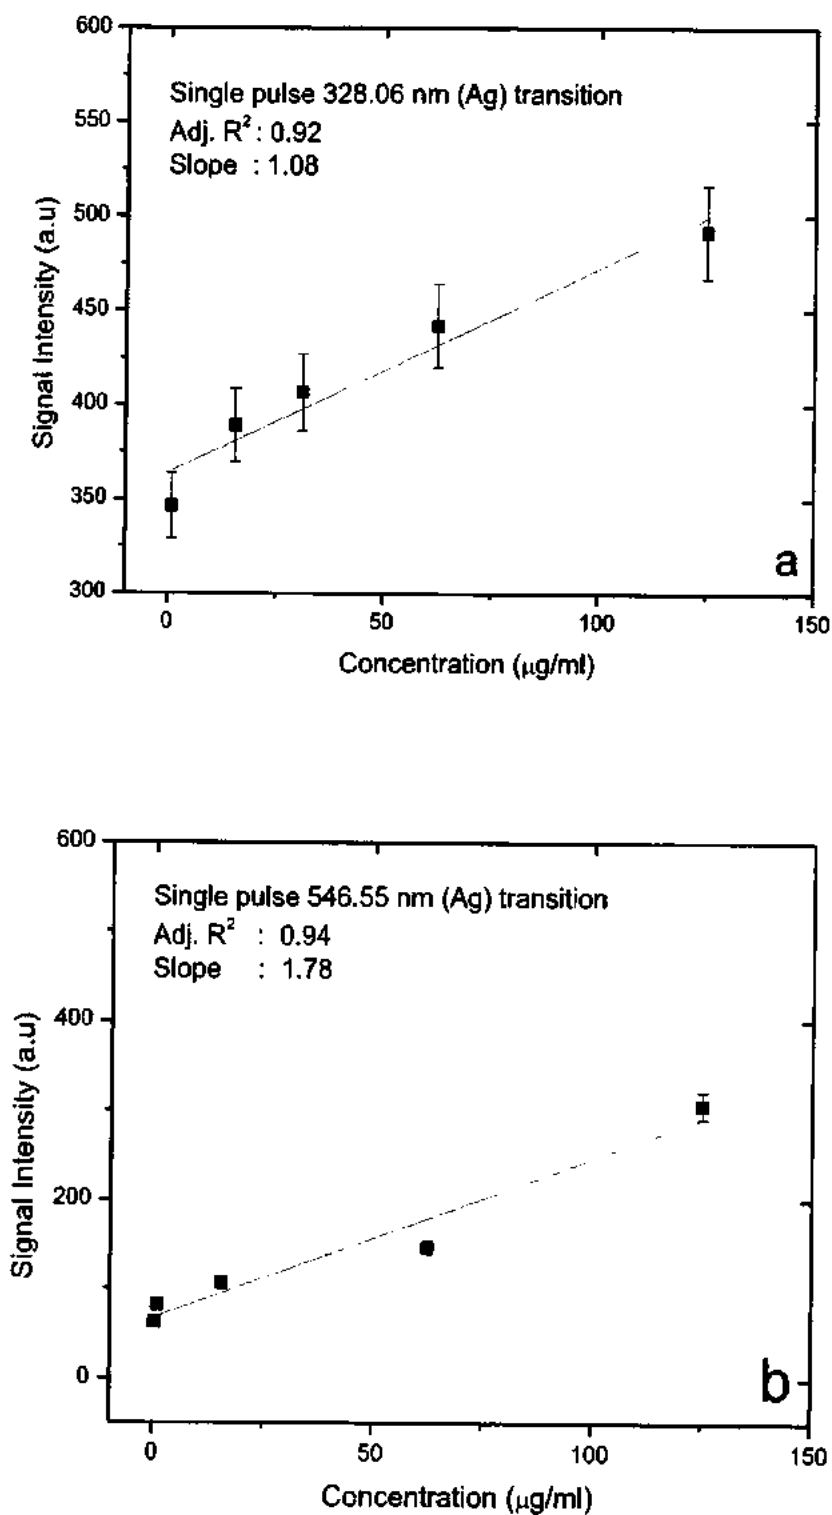 600
550
500
450
400
350
300
Signal Intensity (a.u)
Single pulse 328.06 nm (Ag) transition
Adj. R² : 0.92
Slope : 1.08
a
0 50 100 150
Concentration (μg/ml)
600
400
200
0
Signal Intensity (a.u)
Single pulse 546.55 nm (Ag) transition
Adj. R² : 0.94
Slope : 1.78
b
0 50 100 150
Concentration (μg/ml)